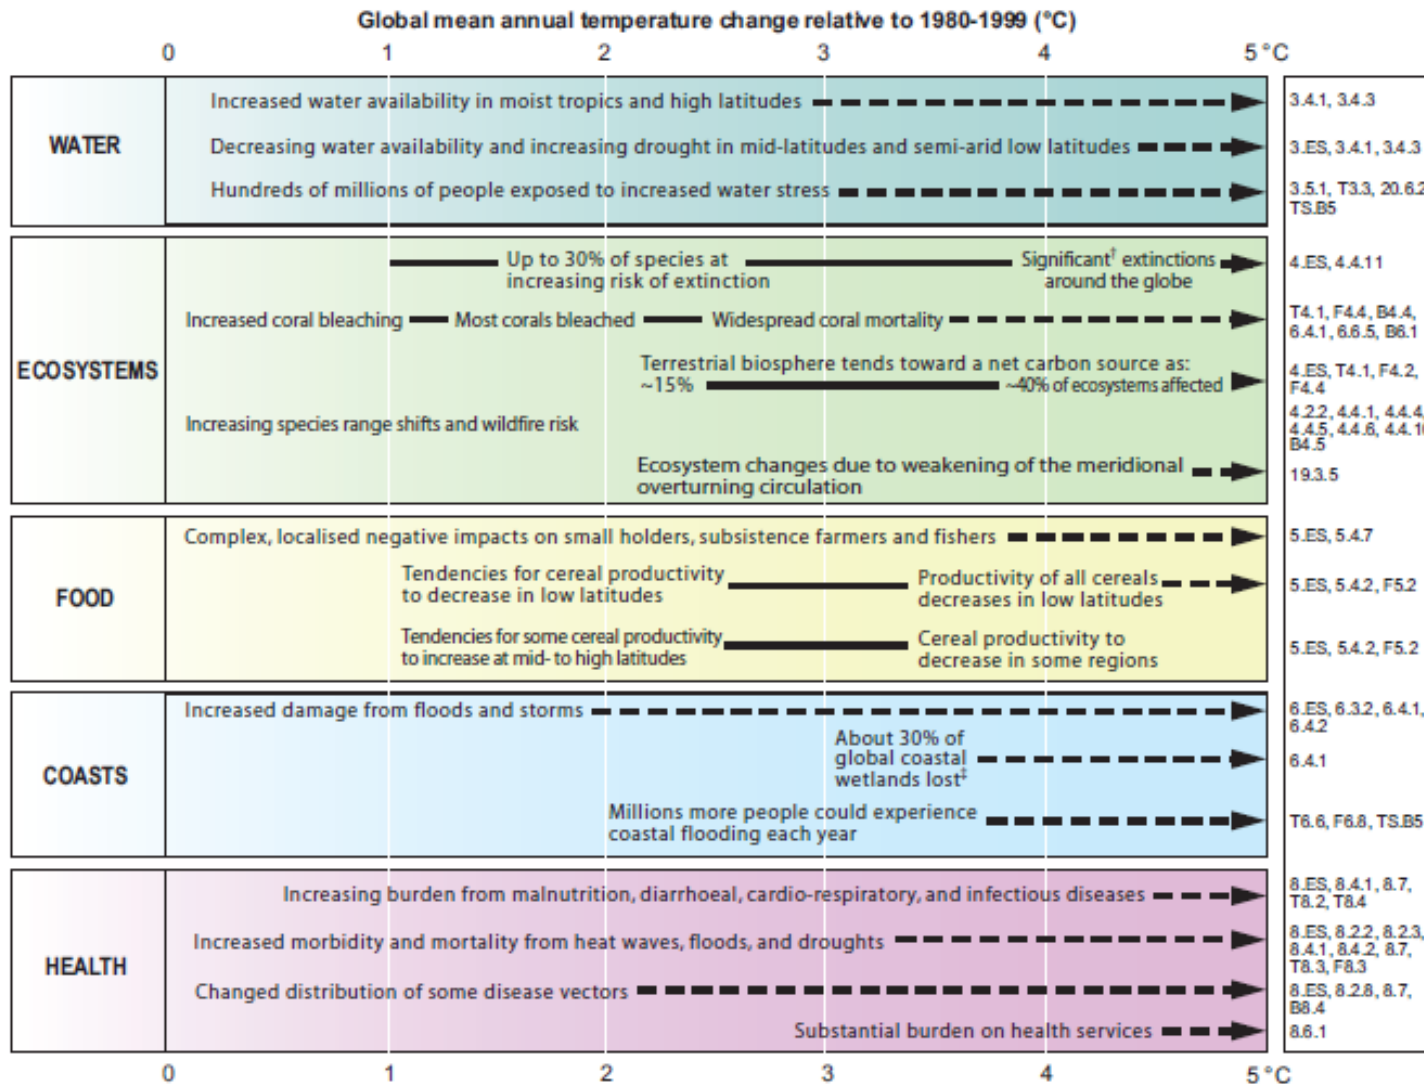 Global mean annual temperature change relative to 1980-1999 (°C)
0 1 2 3 4 5 °C
WATER
Increased water availability in moist tropics and high latitudes
3.4.1, 3.4.3
Decreasing water availability and increasing drought in mid-latitudes and semi-arid low latitudes
3.ES, 3.4.1, 3.4.3
Hundreds of millions of people exposed to increased water stress
3.5.1, T3.3, 20.6.2
TS.B5
ECOSYSTEMS
Up to 30% of species at
increasing risk of extinction
Significant† extinctions
around the globe
4.ES, 4.4.11
Increased coral bleaching
Most corals bleached
Widespread coral mortality
T4.1, F4.4, B4.4,
6.4.1, 6.6.5, B6.1
Terrestrial biosphere tends toward a net carbon source as:
~15%
~40% of ecosystems affected
4.ES, T4.1, F4.2,
F4.4
Increasing species range shifts and wildfire risk
4.2.2, 4.4.1, 4.4.4,
4.4.5, 4.4.6,
B4.5
Ecosystem changes due to weakening of the meridional
overturning circulation
19.3.5
FOOD
Complex, localised negative impacts on small holders, subsistence farmers and fishers
5.ES, 5.4.7
Tendencies for cereal productivity
to decrease in low latitudes
Productivity of all cereals
decreases in low latitudes
5.ES, 5.4.2, F5.2
Tendencies for some cereal productivity
to increase at mid- to high latitudes
Cereal productivity to
decrease in some regions
5.ES, 5.4.2, F5.2
COASTS
Increased damage from floods and storms
6.ES, 6.3.2, 6.4.1,
6.4.2
About 30% of
global coastal
wetlands lost‡
6.4.1
Millions more people could experience
coastal flooding each year
T6.6, F6.8, TS.B5
HEALTH
Increasing burden from malnutrition, diarrhoeal, cardio-respiratory, and infectious diseases
8.ES, 8.4.1, 8.7,
T8.2, T8.4
Increased morbidity and mortality from heat waves, floods, and droughts
8.ES, 8.2.2, 8.2.3,
8.4.1, 8.4.2, 8.7,
T8.3, F8.3
Changed distribution of some disease vectors
8.ES, 8.2.8, 8.7,
B8.4
Substantial burden on health services
8.6.1
0 1 2 3 4 5 °C